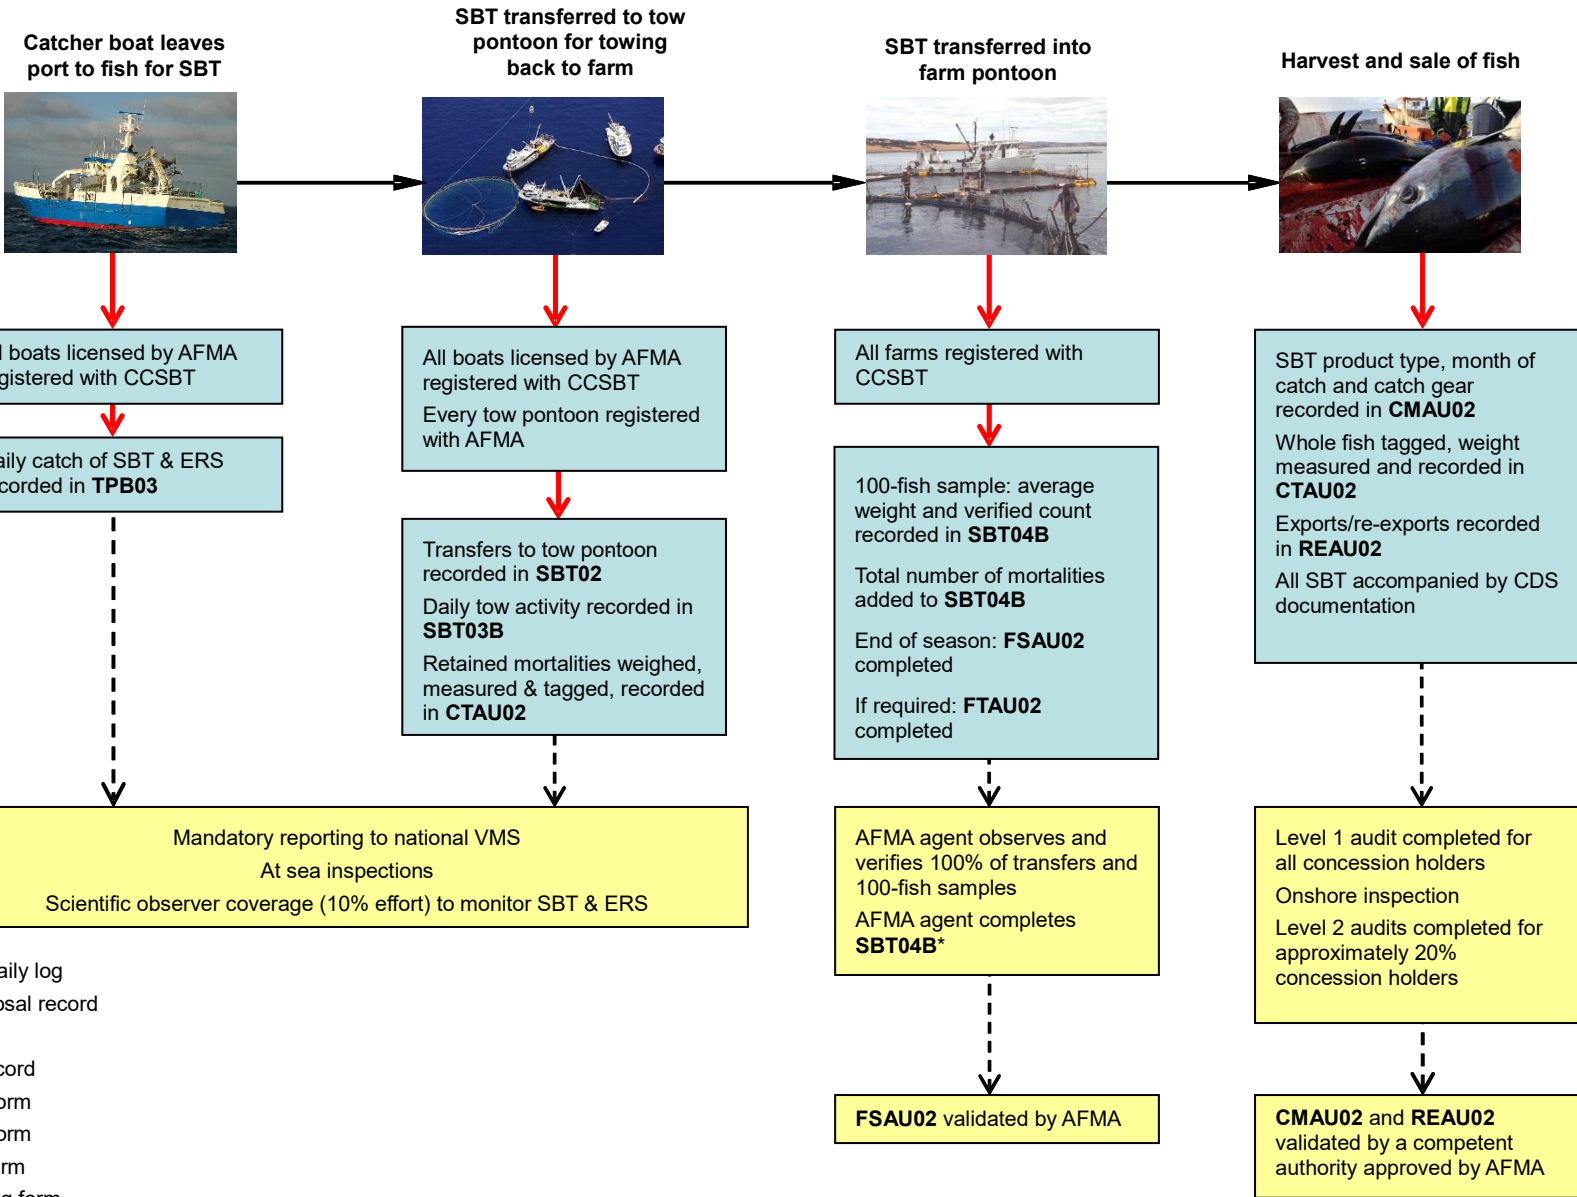 Catcher boat leaves
port to fish for SBT
SBT transferred to tow
pontoon for towing
back to farm
SBT transferred into
farm pontoon
Harvest and sale of fish
boats licensed by AFMA
registered with CCSBT
catch of SBT & ERS
recorded in TPB03
All boats licensed by AFMA
registered with CCSBT
Every tow pontoon registered
with AFMA
Transfers to tow pontoon
recorded in SBT02
Daily tow activity recorded in
SBT03B
Retained mortalities weighed,
measured & tagged, recorded
in CTAU02
All farms registered with
CCSBT
100-fish sample: average
weight and verified count
recorded in SBT04B
Total number of mortalities
added to SBT04B
End of season: FSAU02
completed
If required: FTAU02
completed
SBT product type, month of
catch and catch gear
recorded in CMAU02
Whole fish tagged, weight
measured and recorded in
CTAU02
Exports/re-exports recorded
in REAU02
All SBT accompanied by CDS
documentation
Mandatory reporting to national VMS
At sea inspections
Scientific observer coverage (10% effort) to monitor SBT & ERS
AFMA agent observes and
verifies 100% of transfers and
100-fish samples
AFMA agent completes
SBT04B*
FSAU02 validated by AFMA
Level 1 audit completed for
all concession holders
Onshore inspection
Level 2 audits completed for
approximately 20%
concession holders
CMAU02 and REAU02
validated by a competent
authority approved by AFMA
log
record
form